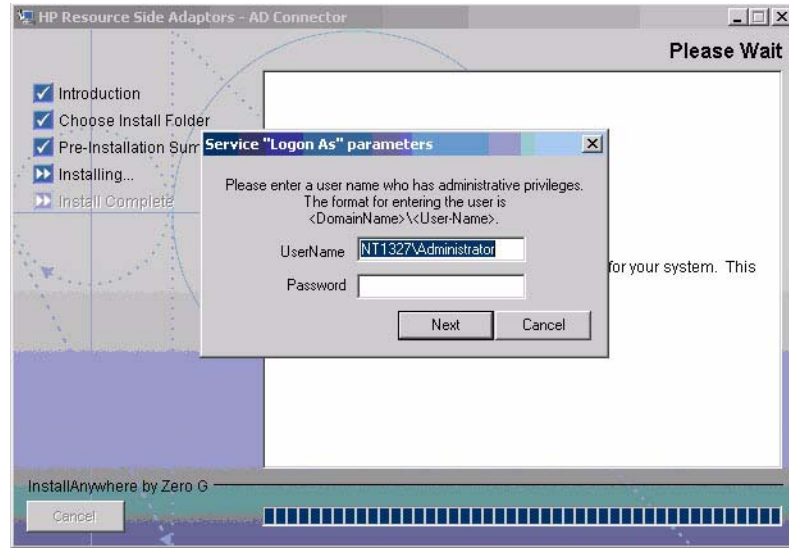 HP Resource Side Adaptors - AD Connector
Please Wait
Introduction
Choose Install Folder
Pre-Installation Sum
Installing...
Install Complete
Service "Logon As" parameters
Please enter a user name who has administrative privileges.
The format for entering the user is
<DomainName>\<User-Name>.
UserName NT1327\Administrator
Password
Next Cancel
for your system. This
InstallAnywhere by Zero G
Cancel